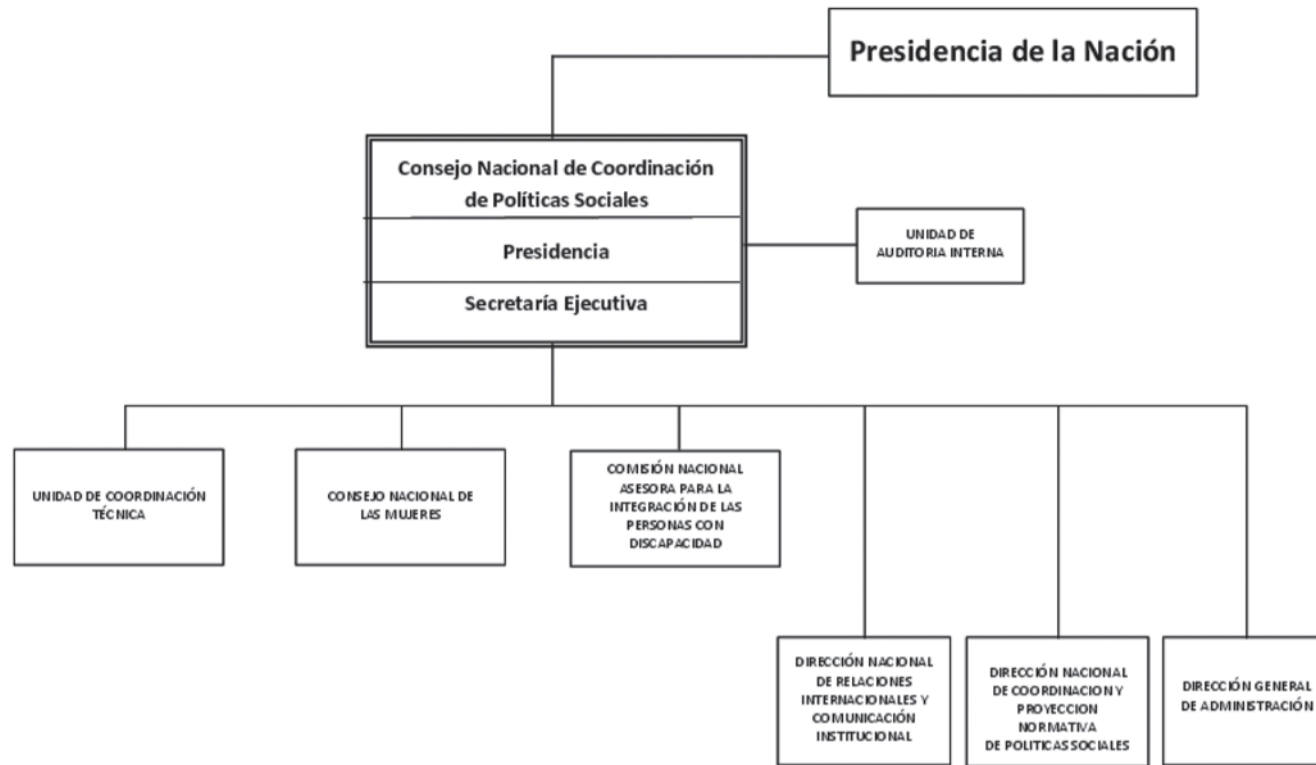 Presidencia de la Nación
Consejo Nacional de Coordinación
de Políticas Sociales
Presidencia
Secretaría Ejecutiva
UNIDAD DE
AUDITORIA INTERNA
UNIDAD DE COORDINACIÓN
TÉCNICA
CONSEJO NACIONAL DE
LAS MUJERES
COMISIÓN NACIONAL
ASESORA PARA LA
INTEGRACIÓN DE LAS
PERSONAS CON
DISCAPACIDAD
DIRECCIÓN NACIONAL
DE RELACIONES
INTERNACIONALES Y
COMUNICACIÓN
INSTITUCIONAL
DIRECCIÓN NACIONAL
DE COORDINACION Y
PROYECCION
NORMATIVA
DE POLITICAS SOCIALES
DIRECCIÓN GENERAL
DE ADMINISTRACIÓN